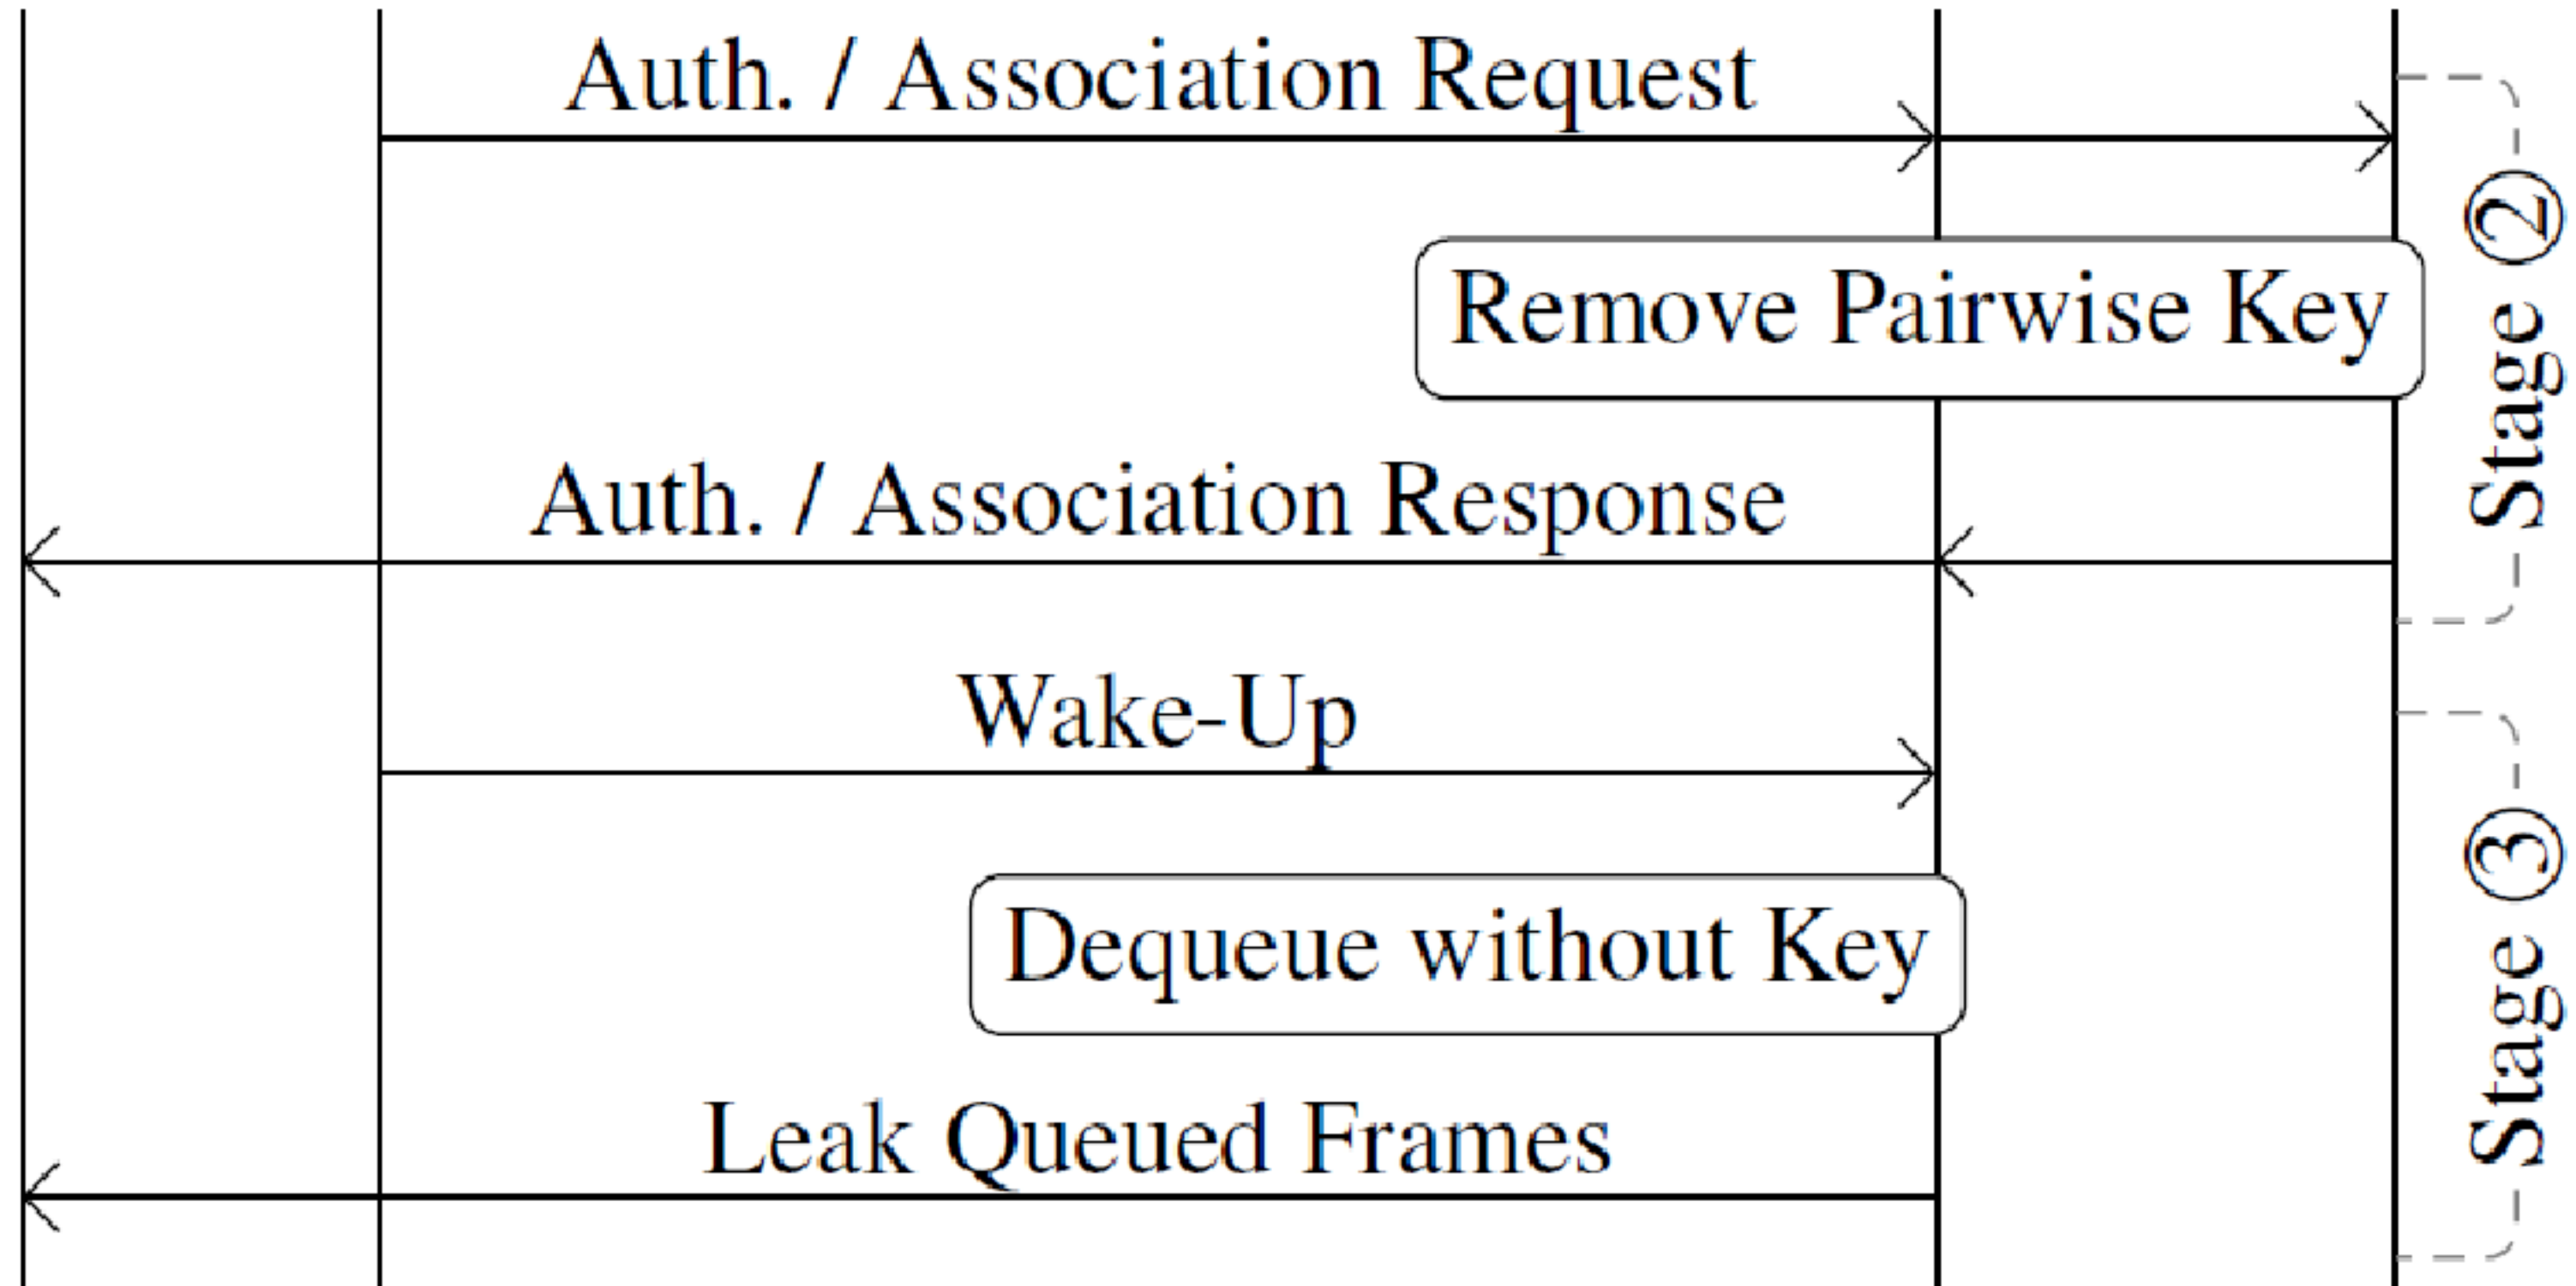 Auth. / Association Request
Remove Pairwise Key
Stage ②
Auth. / Association Response
Wake-Up
Dequeue without Key
Stage ③
Leak Queued Frames